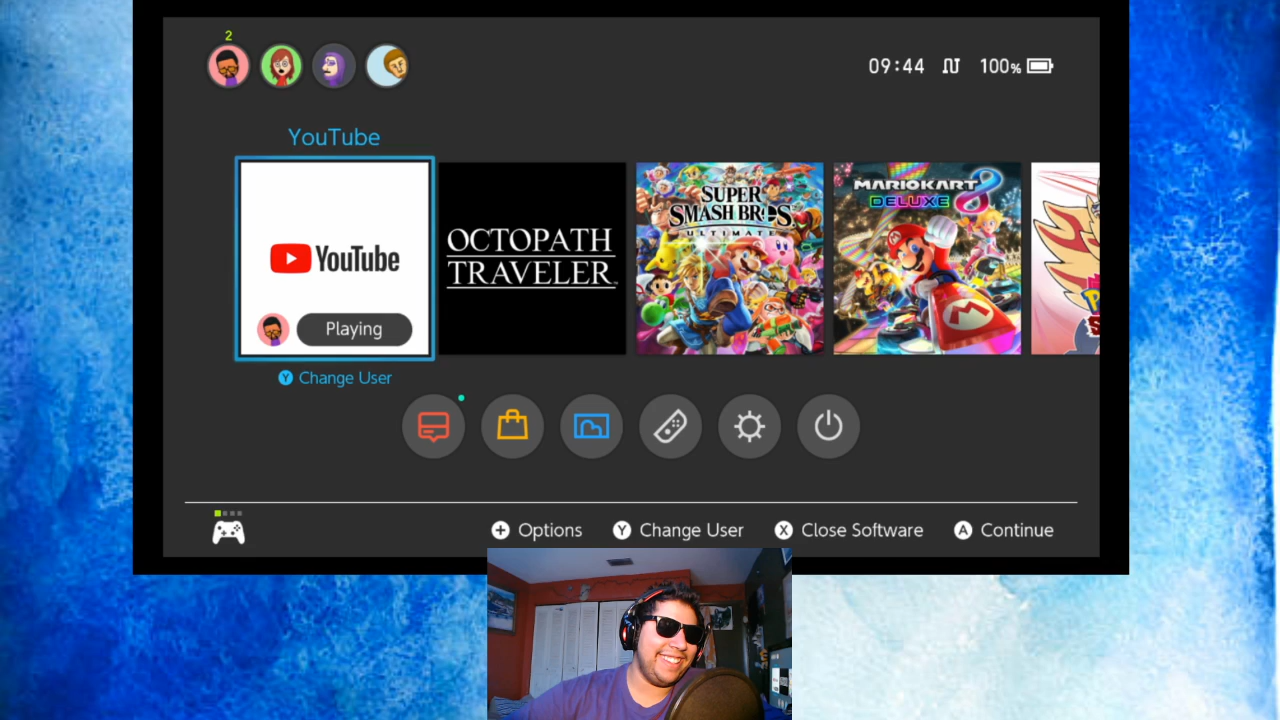 2
09:44
100%
YouTube
YouTube
Playing
OCTOPATH
TRAVELER
SUPER
SMASH BROS.
ULTIMATE
MARIOKART 8
DELUXE
Y Change User
+ Options
Y Change User
X Close Software
A Continue